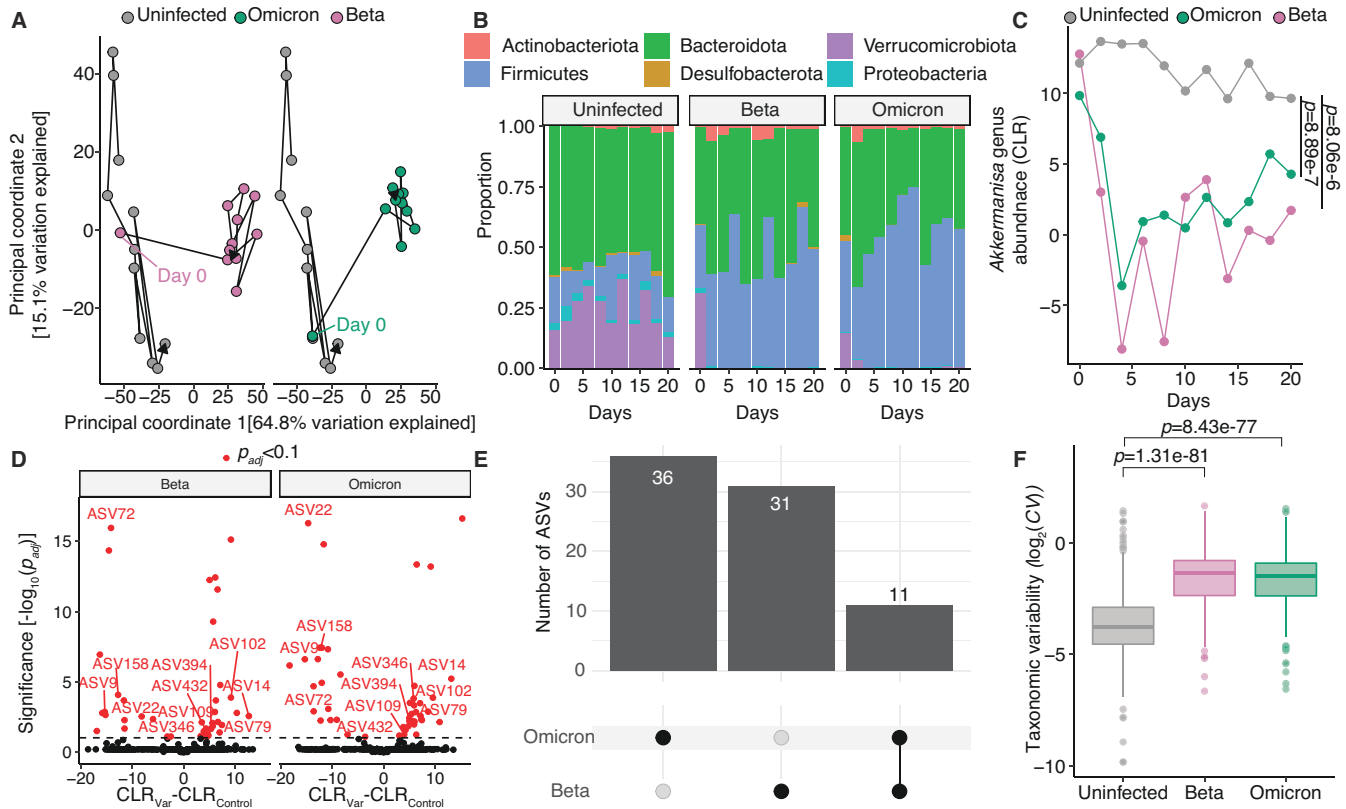 A
Uninfected Omicron Beta
Principal coordinate 2
[15.1% variation explained]
40
20
0
−20
Day 0
Day 0
−50 −25 0 25 50
−50 −25 0 25 50
Principal coordinate 1[64.8% variation explained]
B
Actinobacteriota Bacteroidota Verrucomicrobiota
Firmicutes Desulfobacterota Proteobacteria
Uninfected Beta Omicron
Proportion
1.00
0.75
0.50
0.25
0.00
0 5 10 15 20
0 5 10 15 20
0 5 10 15 20
Days Days Days
C
Uninfected Omicron Beta
Akkermanisa genus
abundnace (CLR)
10
5
0
−5
0 5 10 15 20
Days
p=8.06e-6
p=8.89e-7
D
padj<0.1
Beta Omicron
Significance [-log10(padj)]
15
10
5
0
ASV72
ASV158
ASV9
ASV22
ASV394
ASV432
ASV109
ASV346
ASV102
ASV14
ASV79
ASV22
ASV158
ASV9
ASV72
ASV346
ASV394
ASV109
ASV432
ASV14
ASV102
ASV79
−20 −10 0 10
−20 −10 0 10
CLRVar-CLRControl CLRVar-CLRControl
E
Number of ASVs
30
20
10
0
36
31
11
Omicron
Beta
F
p=8.43e-77
p=1.31e-81
Taxonomic variability (log2(CV))
0
−5
−10
Uninfected Beta Omicron